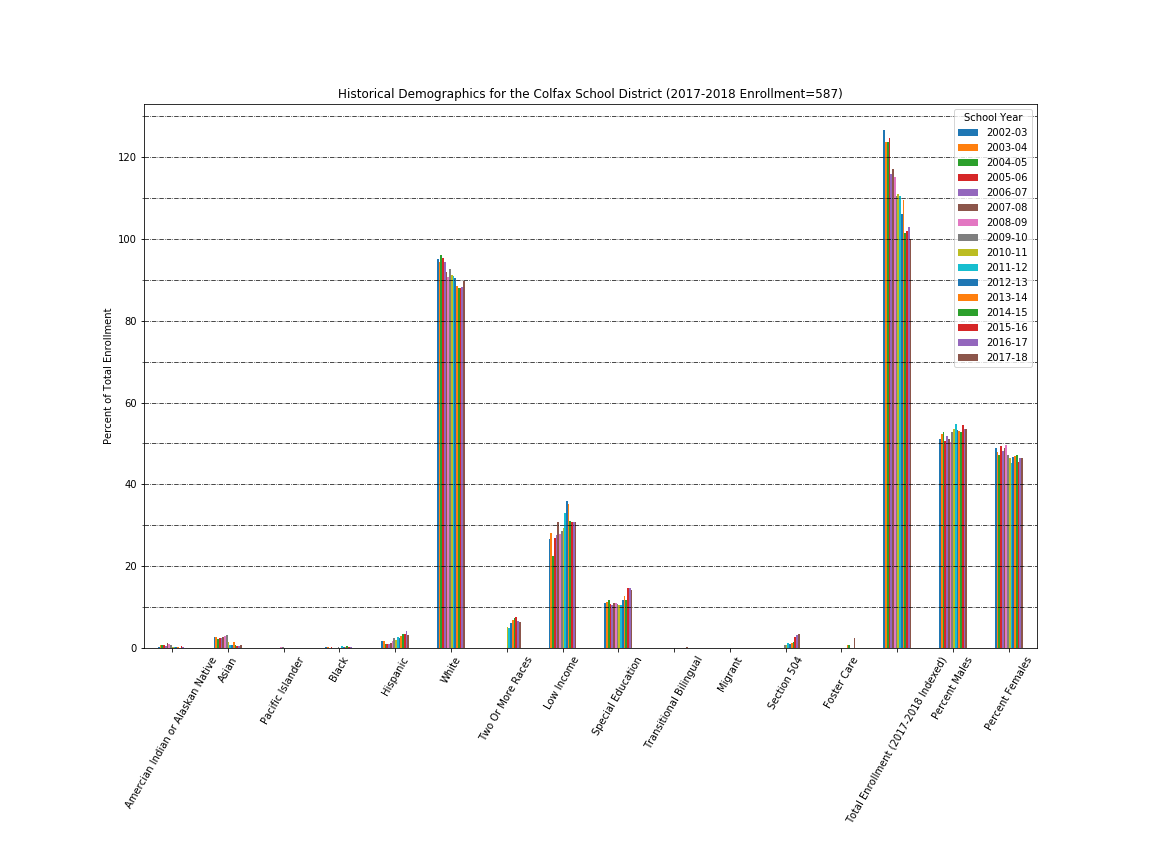 Historical Demographics for the Colfax School District (2017-2018 Enrollment=587)
Percent of Total Enrollment
120
100
80
60
40
20
0
School Year
2002-03
2003-04
2004-05
2005-06
2006-07
2007-08
2008-09
2009-10
2010-11
2011-12
2012-13
2013-14
2014-15
2015-16
2016-17
2017-18
Amercian Indian or Alaskan Native
Asian
Pacific Islander
Black
Hispanic
White
Two Or More Races
Low Income
Special Education
Transitional Bilingual
Migrant
Section 504
Foster Care
Total Enrollment (2017-2018 Indexed)
Percent Males
Percent Females